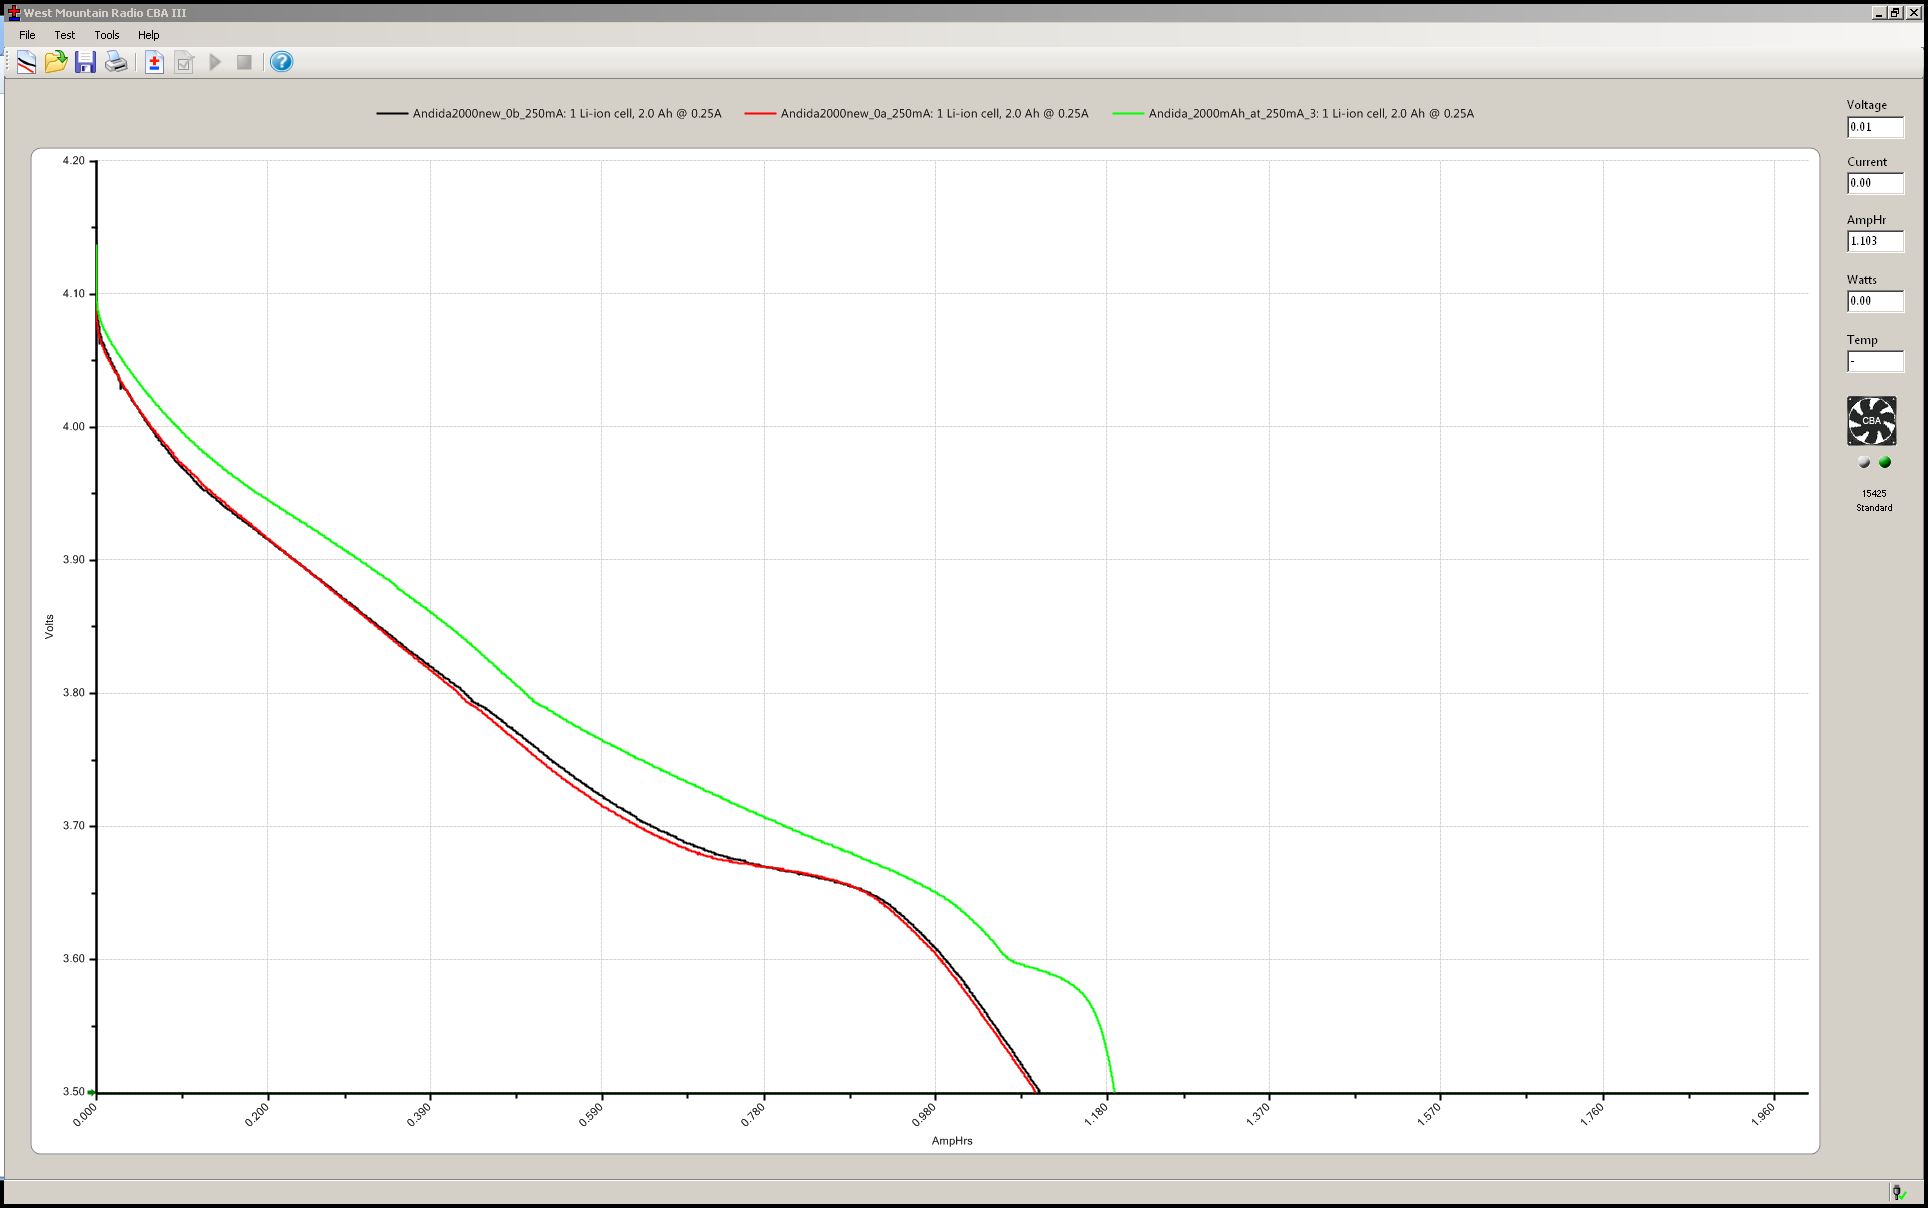 West Mountain Radio CBA III
File Test Tools Help
Andida2000new_0b_250mA: 1 Li-ion cell, 2.0 Ah @ 0.25A
Andida2000new_0a_250mA: 1 Li-ion cell, 2.0 Ah @ 0.25A
Andida_2000mAh_at_250mA_3: 1 Li-ion cell, 2.0 Ah @ 0.25A
4.20
4.10
4.00
3.90
3.80
3.70
3.60
3.50
Volts
0.000
0.200
0.390
0.590
0.780
0.980
1.180
1.370
1.570
1.760
1.960
AmpHrs
Voltage
0.01
Current
0.00
AmpHr
1.103
Watts
0.00
Temp
-
CBA
15425
Standard